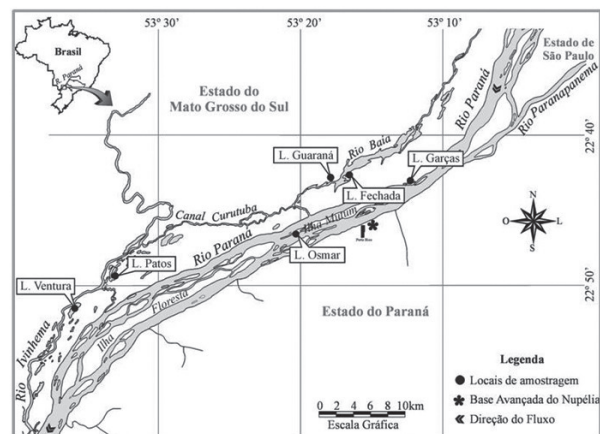 53° 30'
53° 20'
53° 10'
Brasil
R. Paraná
Estado do
Mato Grosso do Sul
Estado de
São Paulo
Rio Paraná
Rio Paranapanema
22° 40'
Rio Baia
L. Guaraná
L. Garças
L. Fechada
Canal Curutuba
Ilha Mutum
Rio Paraná
L. Osmar
L. Patos
L. Ventura
N
O
L
S
22° 50'
Ilha Floresta
Estado do Paraná
Rio Ivinhema
Legenda
Locais de amostragem
Base Avançada do Nupélia
Direção do Fluxo
0 2 4 6 8 10km
Escala Gráfica